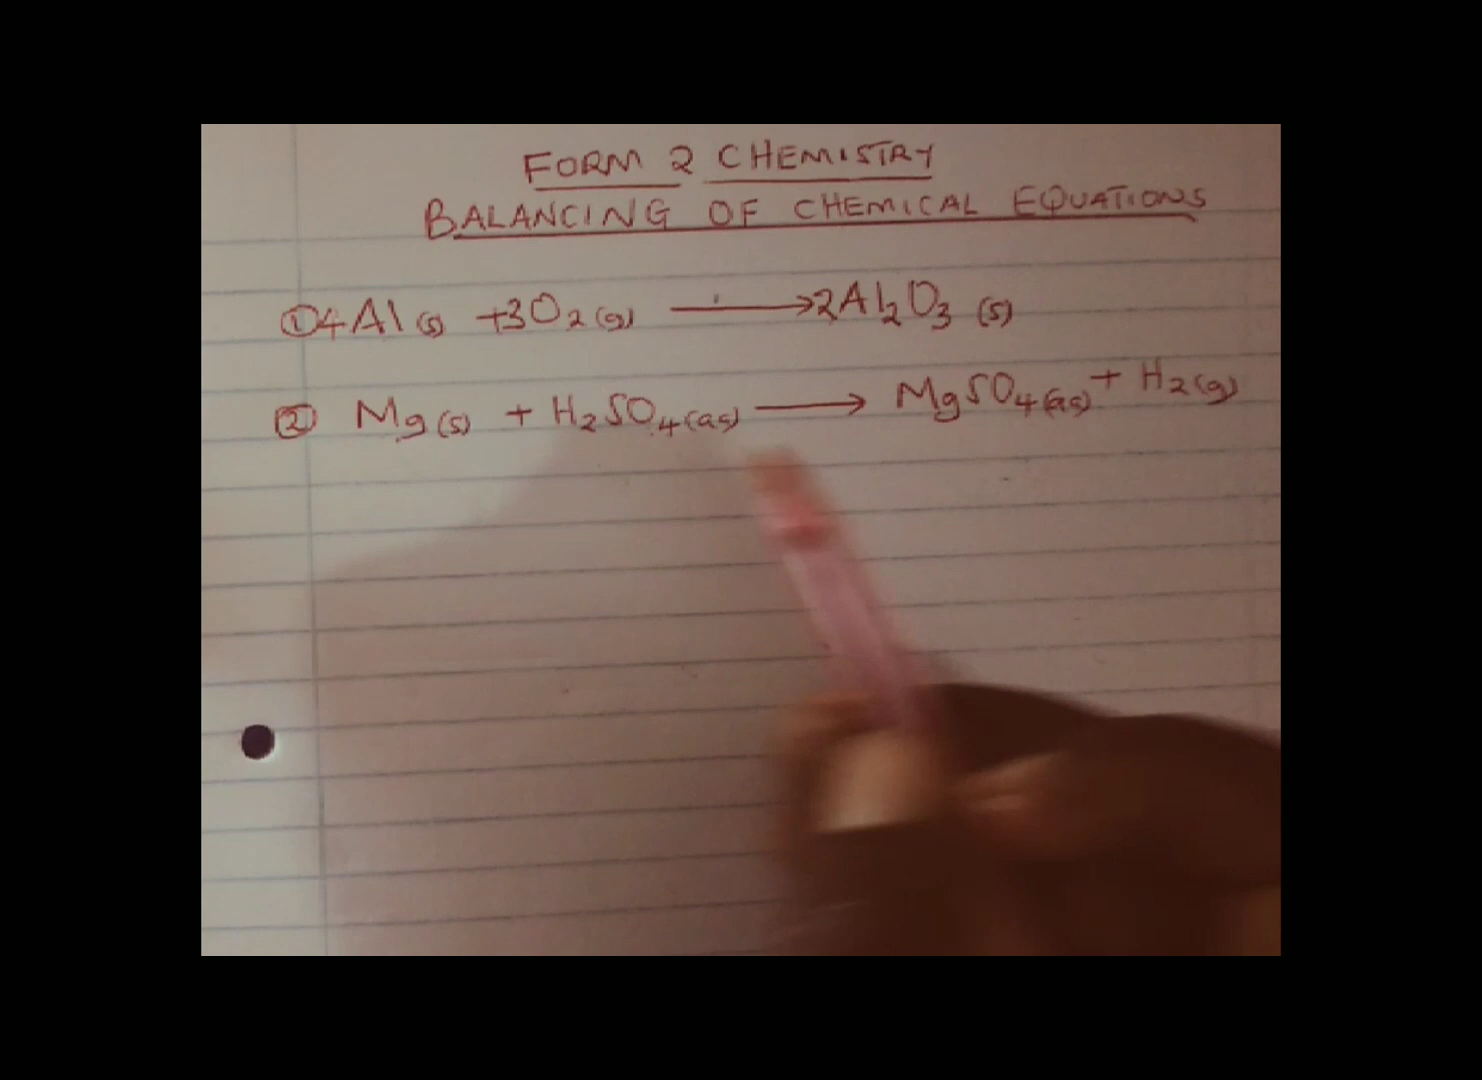 FORM 2 CHEMISTRY
BALANCING OF CHEMICAL EQUATIONS
① 4Al(s) + 3O₂(g) ⟶ 2Al₂O₃ (s)
② Mg(s) + H₂SO₄(aq) ⟶ MgSO₄(aq) + H₂(g)